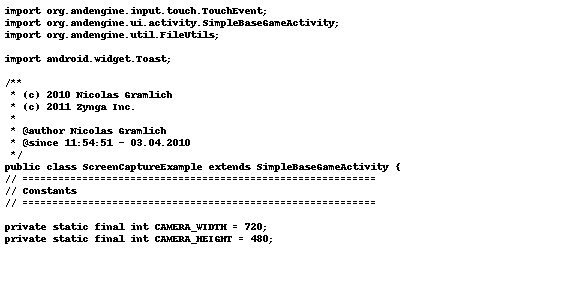 import org.andengine.input.touch.TouchEvent;
import org.andengine.ui.activity.SimpleBaseGameActivity;
import org.andengine.util.FileUtils;
import android.widget.Toast;
/**
* (c) 2010 Nicolas Gramlich
* (c) 2011 Zynga Inc.
*
* @author Nicolas Gramlich
* @since 11:54:51 - 03.04.2010
*/
public class ScreenCaptureExample extends SimpleBaseGameActivity {
// ===========================================================
// Constants
// ===========================================================
private static final int CAMERA_WIDTH = 720;
private static final int CAMERA_HEIGHT = 480;